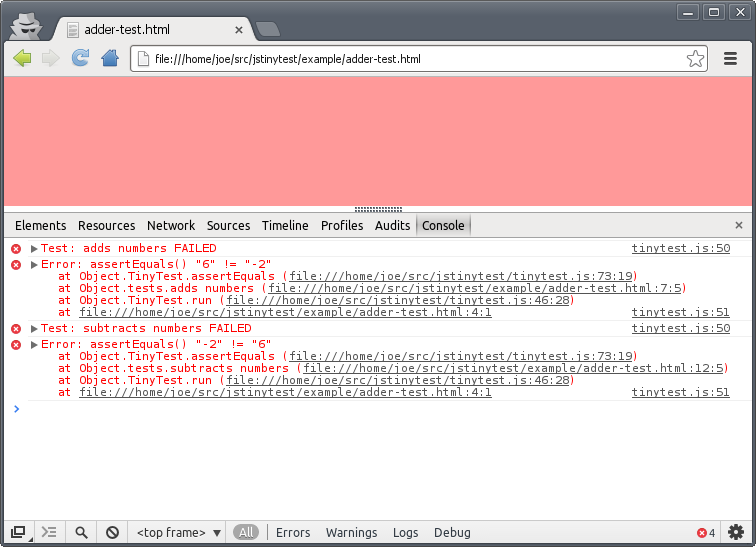 adder-test.html
file:///home/joe/src/jstinytest/example/adder-test.html
Elements Resources Network Sources Timeline Profiles Audits Console
Test: adds numbers FAILED tinytest.js:50
Error: assertEquals() "6" != "-2"
at Object.TinyTest.assertEquals (file:///home/joe/src/jstinytest/tinytest.js:73:19)
at Object.tests.adds numbers (file:///home/joe/src/jstinytest/example/adder-test.html:7:5)
at Object.TinyTest.run (file:///home/joe/src/jstinytest/tinytest.js:46:28)
at file:///home/joe/src/jstinytest/example/adder-test.html:4:1 tinytest.js:51
Test: subtracts numbers FAILED tinytest.js:50
Error: assertEquals() "-2" != "6"
at Object.TinyTest.assertEquals (file:///home/joe/src/jstinytest/tinytest.js:73:19)
at Object.tests.subtracts numbers (file:///home/joe/src/jstinytest/example/adder-test.html:12:5)
at Object.TinyTest.run (file:///home/joe/src/jstinytest/tinytest.js:46:28)
at file:///home/joe/src/jstinytest/example/adder-test.html:4:1 tinytest.js:51
<top frame> All Errors Warnings Logs Debug 4